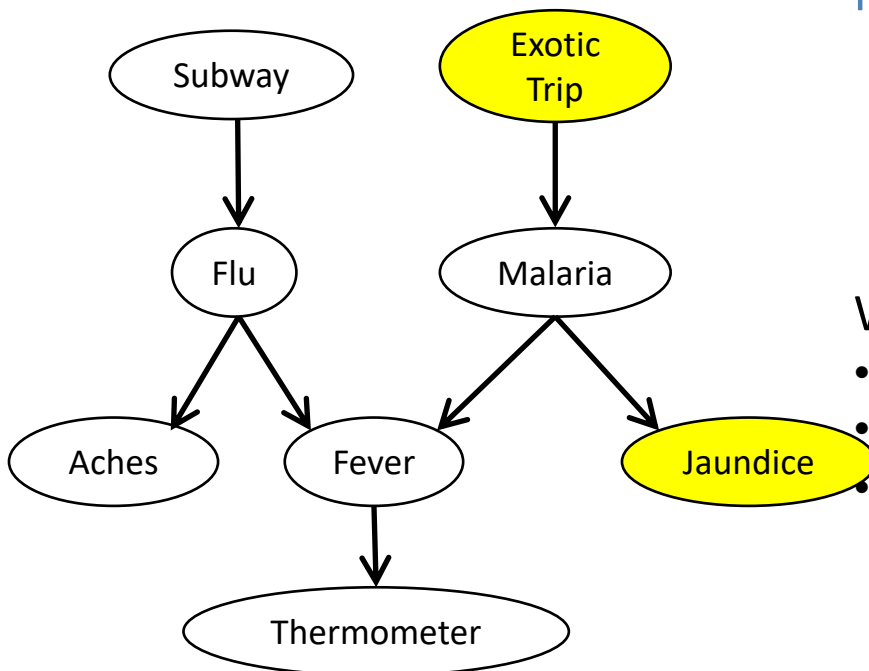 Subway
Exotic
Trip
Flu
Malaria
Aches
Fever
Jaundice
Thermometer